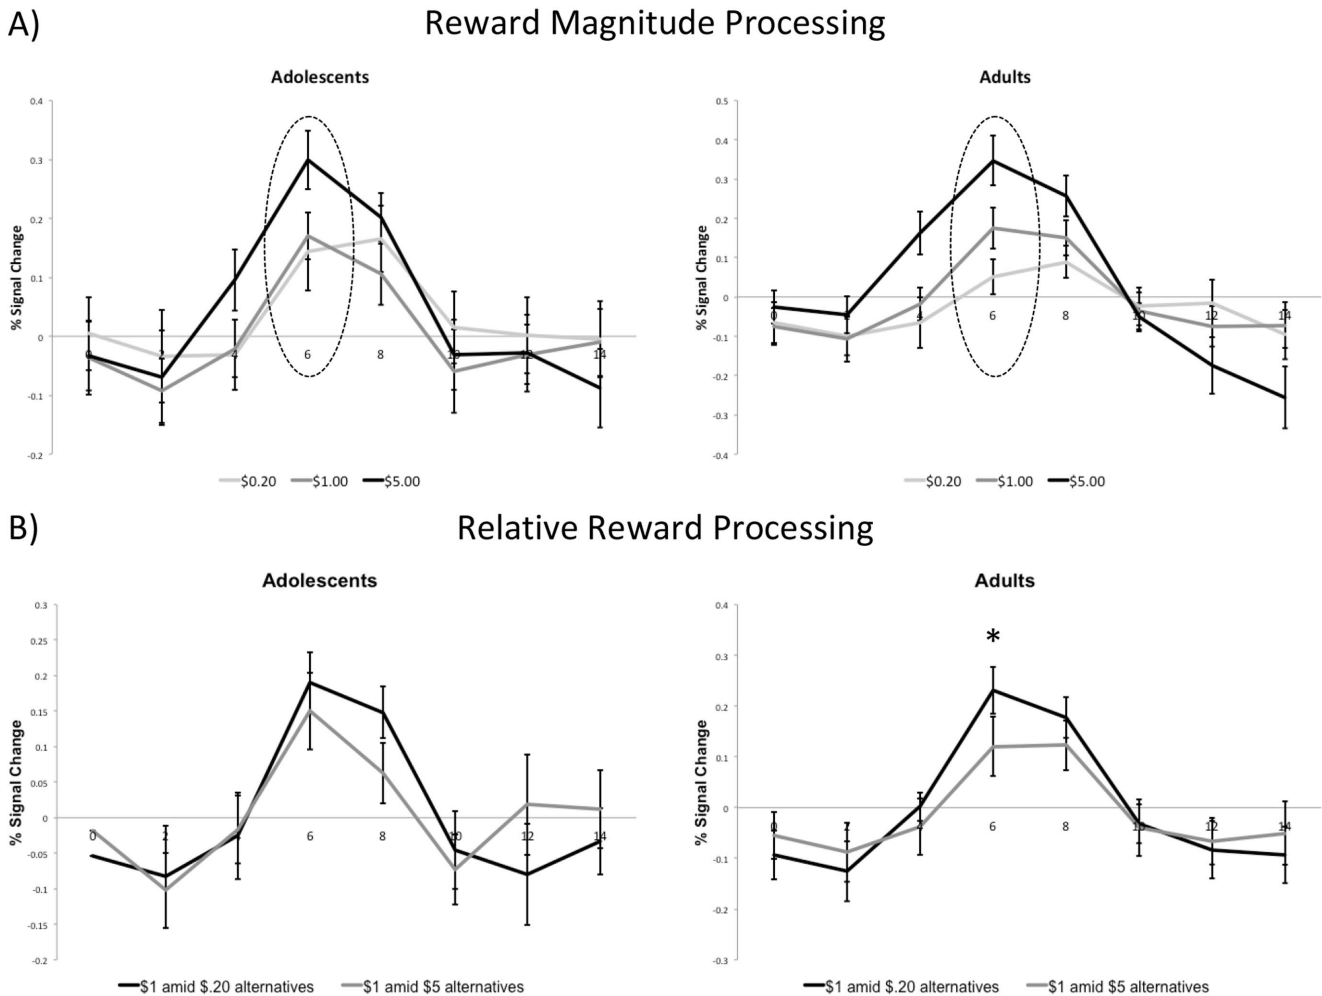 A)
Reward Magnitude Processing
Adolescents
% Signal Change
0.4
0.3
0.2
0.1
0
-0.1
-0.2
0 2 4 6 8 10 12 14
$0.20 $1.00 $5.00
Adults
% Signal Change
0.5
0.4
0.3
0.2
0.1
0
-0.1
-0.2
-0.3
-0.4
0 2 4 6 8 10 12 14
$0.20 $1.00 $5.00
B)
Relative Reward Processing
Adolescents
% Signal Change
0.3
0.25
0.2
0.15
0.1
0.05
0
-0.05
-0.1
-0.15
-0.2
0 2 4 6 8 10 12 14
$1 amid $.20 alternatives $1 amid $5 alternatives
Adults
*
% Signal Change
0.4
0.3
0.2
0.1
0
-0.1
-0.2
-0.3
0 2 4 6 8 10 12 14
$1 amid $.20 alternatives $1 amid $5 alternatives